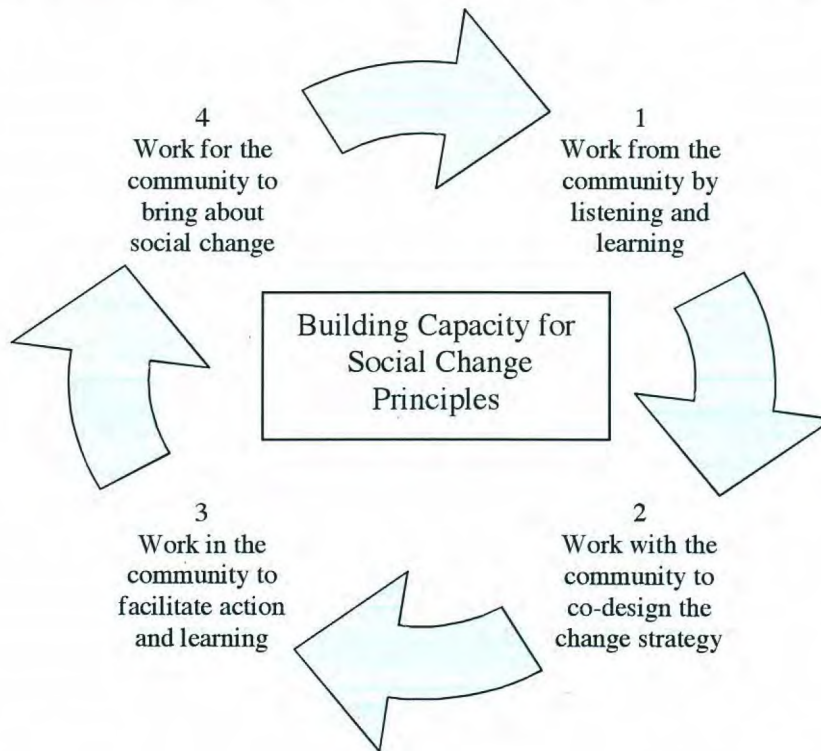 4
Work for the
community to
bring about
social change
1
Work from the
community by
listening and
learning
Building Capacity for
Social Change
Principles
3
Work in the
community to
facilitate action
and learning
2
Work with the
community to
co-design the
change strategy